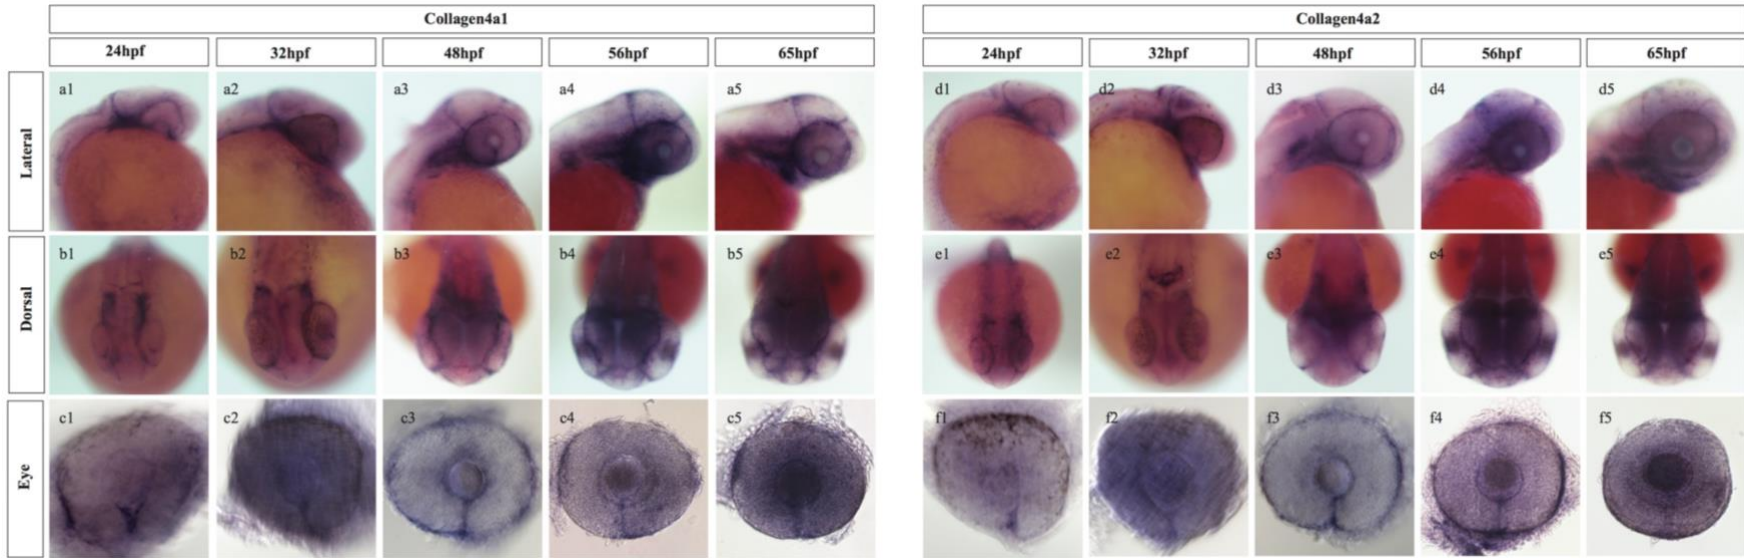 Collagen4a1 Collagen4a2
24hpf 32hpf 48hpf 56hpf 65hpf 24hpf 32hpf 48hpf 56hpf 65hpf
Lateral
a1 a2 a3 a4 a5 d1 d2 d3 d4 d5
Dorsal
b1 b2 b3 b4 b5 e1 e2 e3 e4 e5
Eye
c1 c2 c3 c4 c5 f1 f2 f3 f4 f5